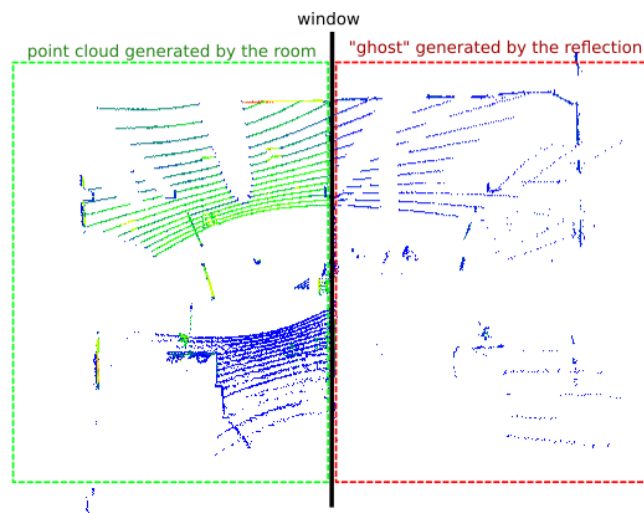 window
point cloud generated by the room
"ghost" generated by the reflection